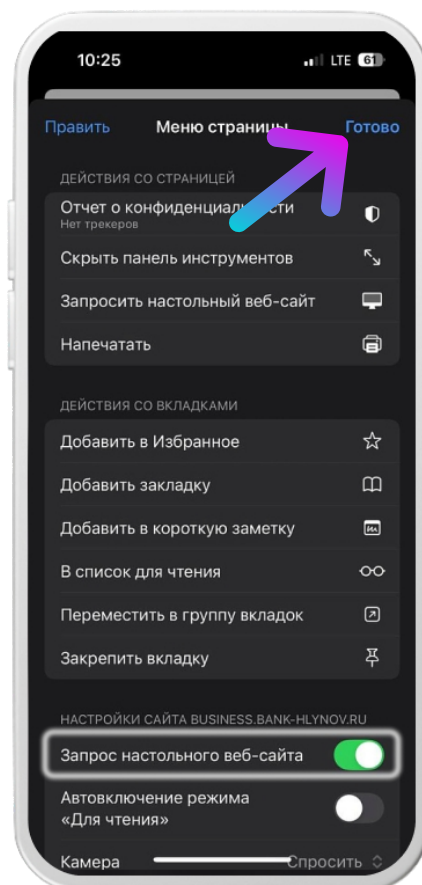 10:25
LTE 61
Править
Меню страницы
Готово
ДЕЙСТВИЯ СО СТРАНИЦЕЙ
Отчет о конфиденциальности
Нет трекеров
Скрыть панель инструментов
Запросить настольный веб-сайт
Напечатать
ДЕЙСТВИЯ СО ВКЛАДКАМИ
Добавить в Избранное
Добавить закладку
Добавить в короткую заметку
В список для чтения
Переместить в группу вкладок
Закрепить вкладку
НАСТРОЙКИ САЙТА BUSINESS.BANK-HLYNOV.RU
Запрос настольного веб-сайта
Автовключение режима
«Для чтения»
Камера
Спросить